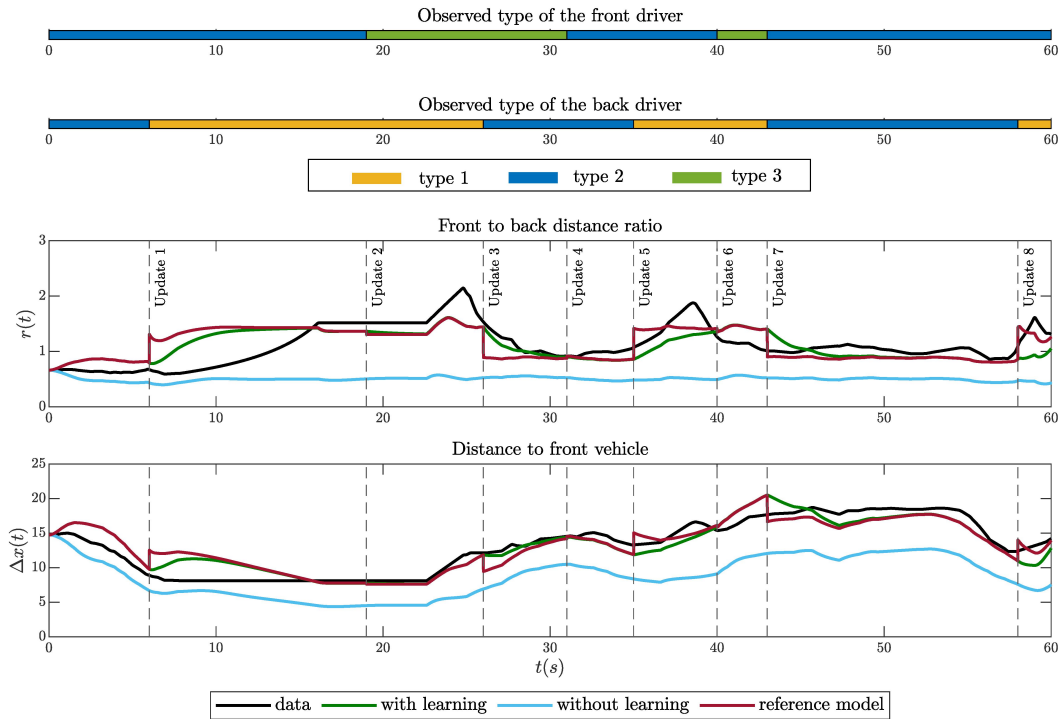 Observed type of the front driver
0 10 20 30 40 50 60
Observed type of the back driver
0 10 20 30 40 50 60
type 1 type 2 type 3
Front to back distance ratio
3
2
1
0
r(t)
Update 1
Update 2
Update 3
Update 4
Update 5
Update 6
Update 7
Update 8
0 10 20 30 40 50 60
Distance to front vehicle
25
20
15
10
5
0
Δx(t)
0 10 20 30 40 50 60
t(s)
data with learning without learning reference model